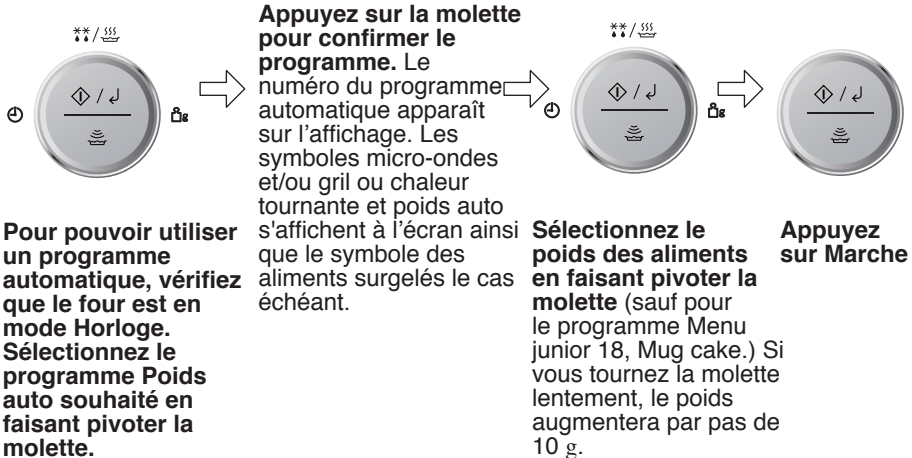 Pour pouvoir utiliser
un programme
automatique, vérifiez
que le four est en
mode Horloge.
Sélectionnez le
programme Poids
auto souhaité en
faisant pivoter la
molette.
Appuyez sur la molette
pour confirmer le
programme. Le
numéro du programme
automatique apparaît
sur l’affichage. Les
symboles micro-ondes
et/ou gril ou chaleur
tournante et poids auto
s'affichent à l’écran ainsi
que le symbole des
aliments surgelés le cas
échéant.
g
Sélectionnez le
poids des aliments
en faisant pivoter la
molette (sauf pour
le programme Menu
junior 18, Mug cake.) Si
vous tournez la molette
lentement, le poids
augmentera par pas de
10 g.
g
Appuyez
sur Marche